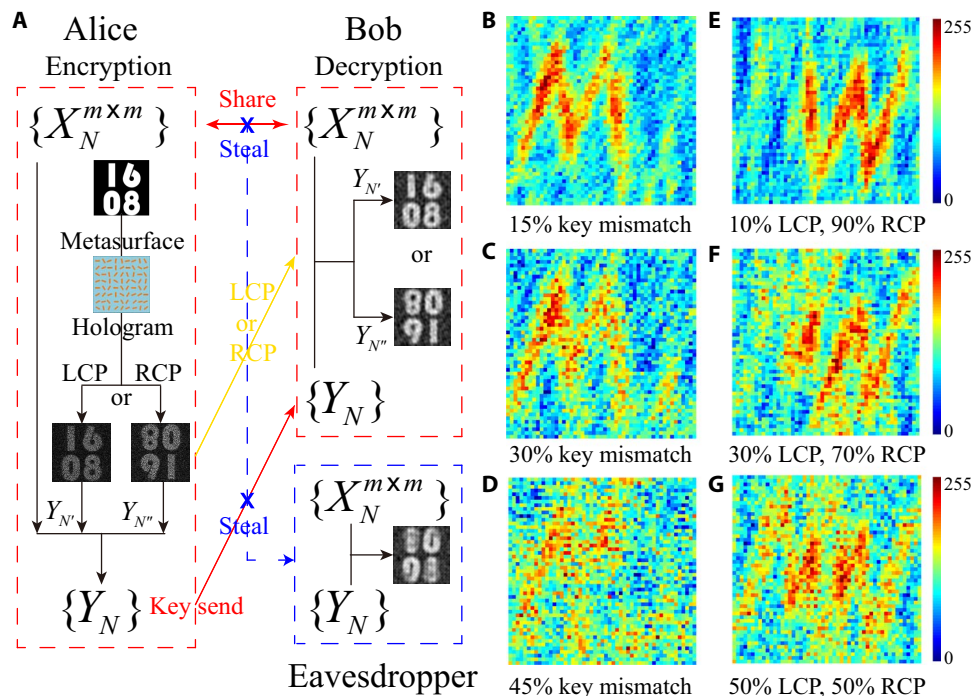 A
Alice
Encryption
{X_N^{m×m}}
16
08
Metasurface
Hologram
LCP RCP
or
16
08
80
91
Y_{N'} Y_{N''}
{Y_N}
Key send
Share
X
Steal
LCP
or
RCP
X
Steal
Bob
Decryption
{X_N^{m×m}}
Y_{N'}
16
08
or
Y_{N''}
80
91
{Y_N}
{X_N^{m×m}}
{Y_N}
Eavesdropper
B
15% key mismatch
C
30% key mismatch
D
45% key mismatch
E
255
0
10% LCP, 90% RCP
F
255
0
30% LCP, 70% RCP
G
255
0
50% LCP, 50% RCP